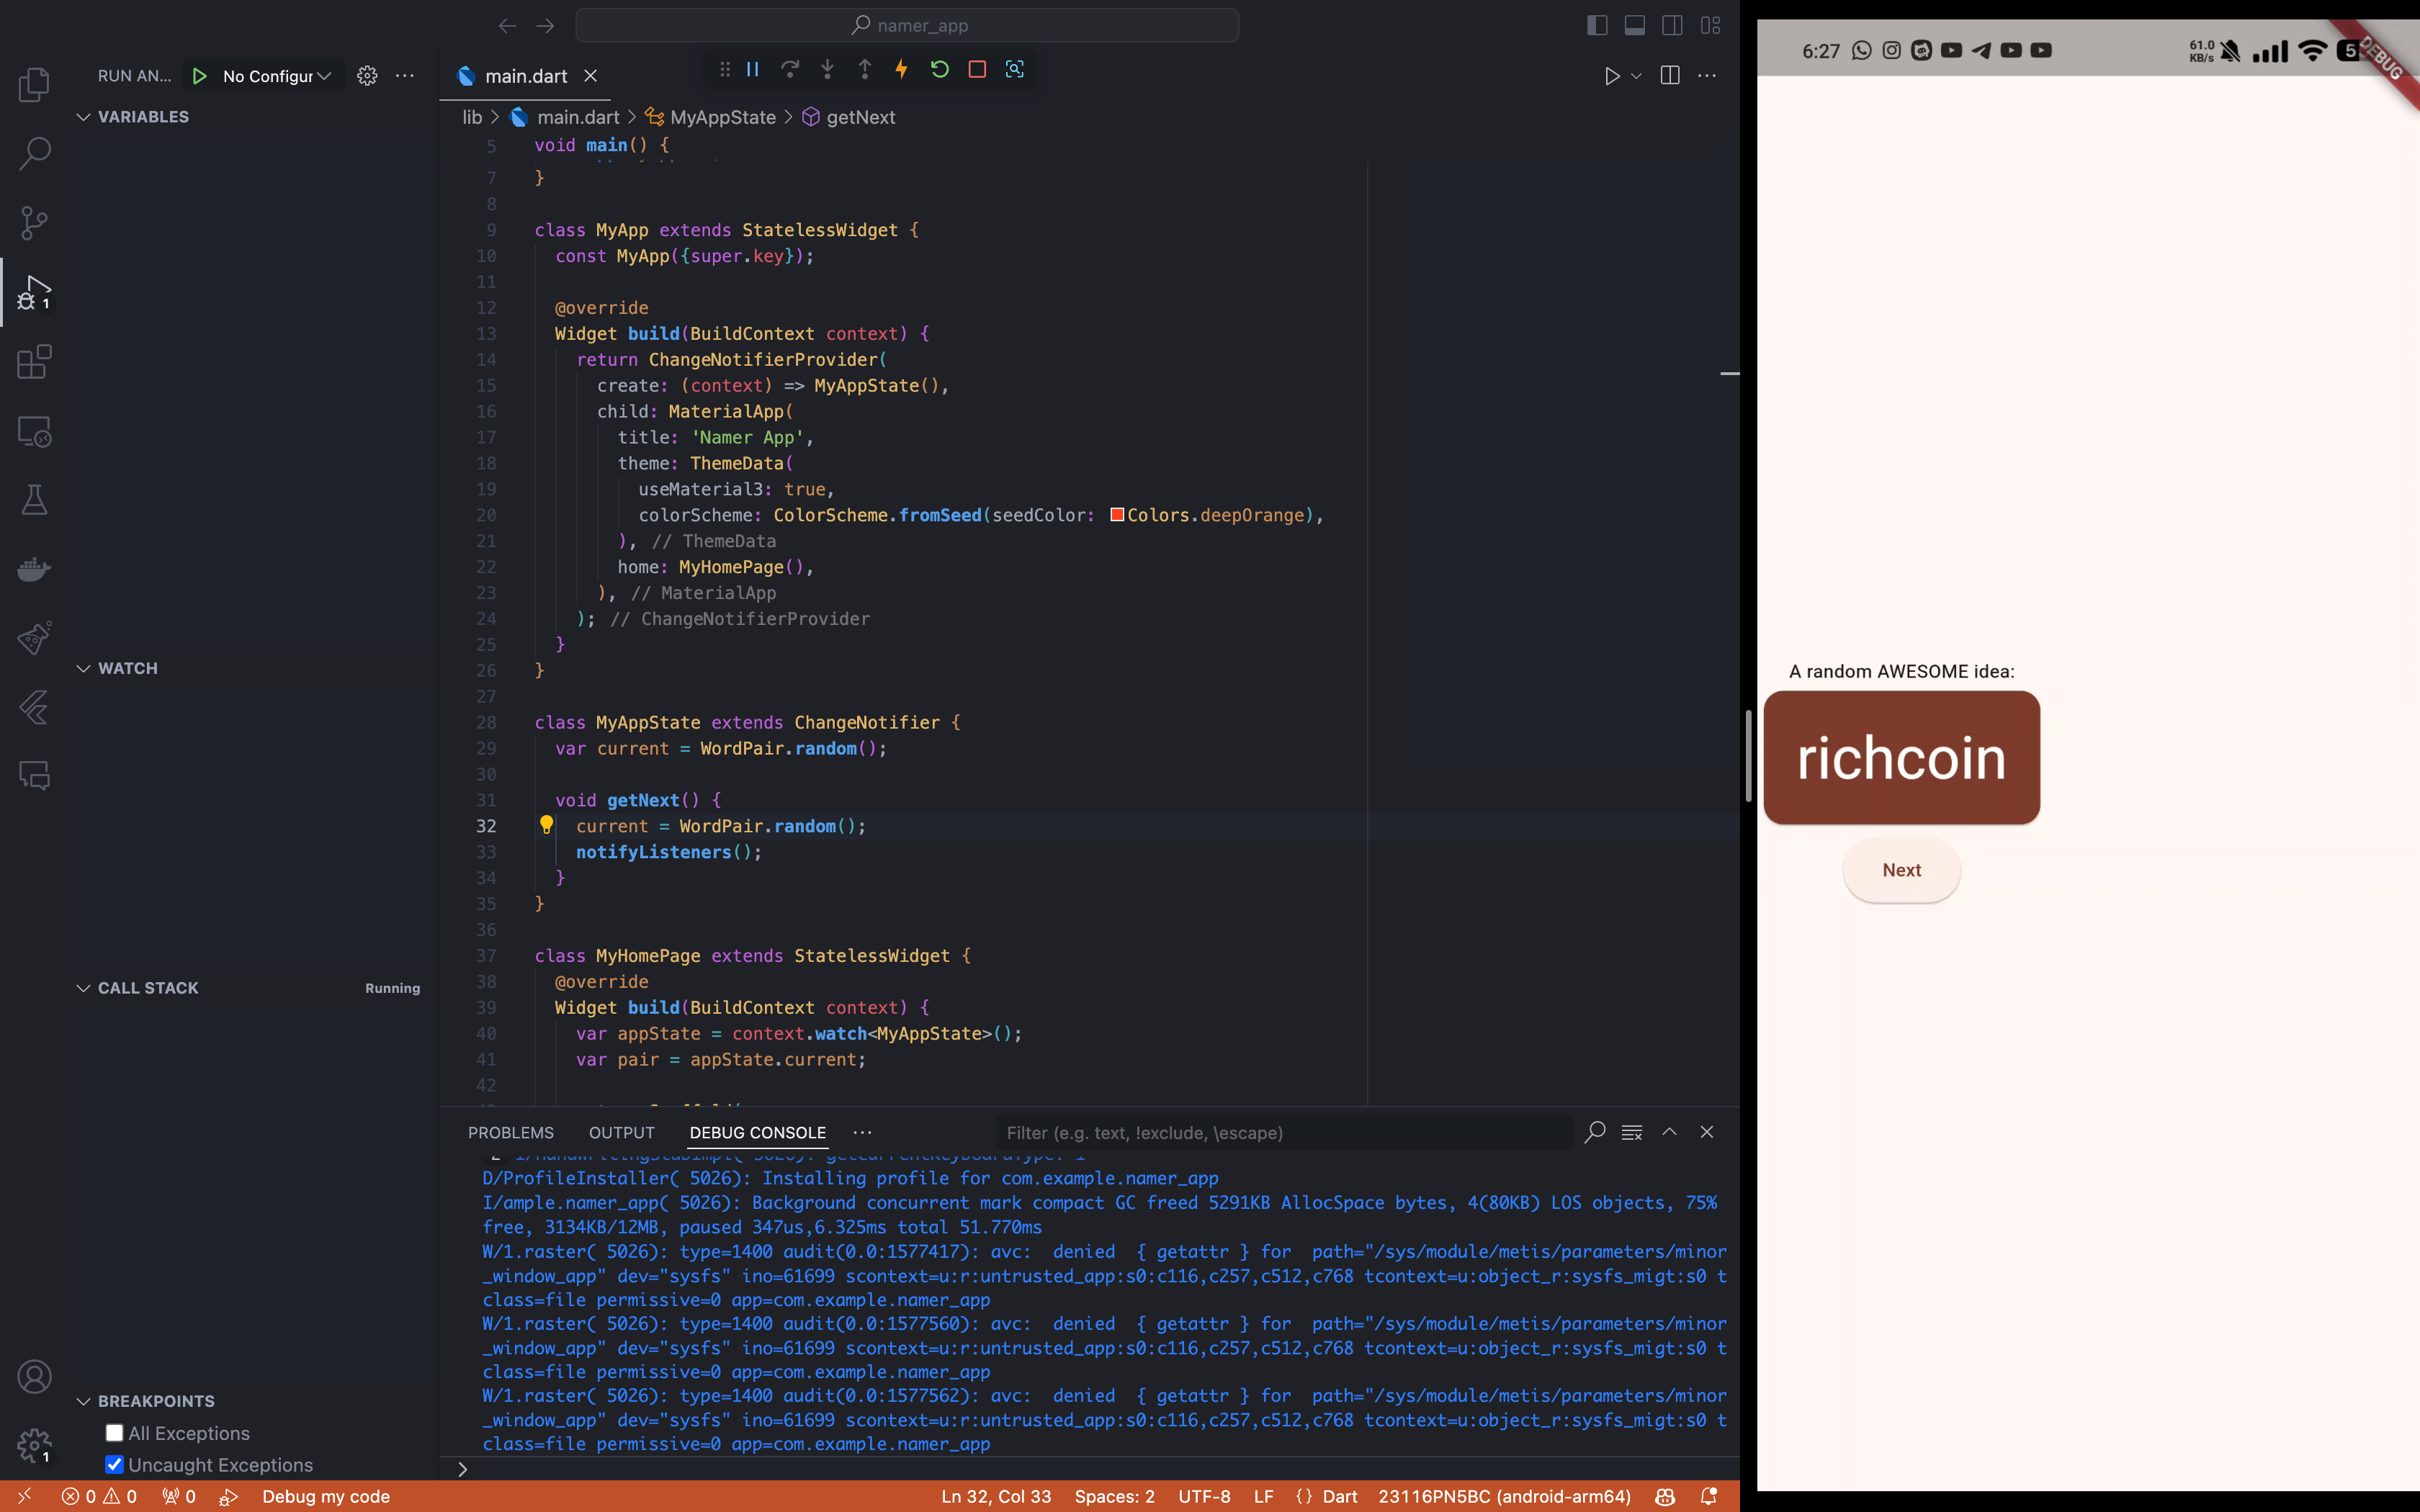 namer_app
RUN AN...
No Configur
VARIABLES
WATCH
CALL STACK
Running
BREAKPOINTS
All Exceptions
Uncaught Exceptions
1
1
main.dart
lib > main.dart > MyAppState > getNext
5 void main() {
7 }
8
9 class MyApp extends StatelessWidget {
10 const MyApp({super.key});
11
12 @override
13 Widget build(BuildContext context) {
14 return ChangeNotifierProvider(
15 create: (context) => MyAppState(),
16 child: MaterialApp(
17 title: 'Namer App',
18 theme: ThemeData(
19 useMaterial3: true,
20 colorScheme: ColorScheme.fromSeed(seedColor: Colors.deepOrange),
21 ), // ThemeData
22 home: MyHomePage(),
23 ), // MaterialApp
24 ); // ChangeNotifierProvider
25 }
26 }
27
28 class MyAppState extends ChangeNotifier {
29 var current = WordPair.random();
30
31 void getNext() {
32 current = WordPair.random();
33 notifyListeners();
34 }
35 }
36
37 class MyHomePage extends StatelessWidget {
38 @override
39 Widget build(BuildContext context) {
40 var appState = context.watch<MyAppState>();
41 var pair = appState.current;
42
PROBLEMS OUTPUT DEBUG CONSOLE
Filter (e.g. text, !exclude, \escape)
D/ProfileInstaller( 5026): Installing profile for com.example.namer_app
I/ample.namer_app( 5026): Background concurrent mark compact GC freed 5291KB AllocSpace bytes, 4(80KB) LOS objects, 75%
free, 3134KB/12MB, paused 347us,6.325ms total 51.770ms
W/1.raster( 5026): type=1400 audit(0.0:1577417): avc:  denied  { getattr } for  path="/sys/module/metis/parameters/minor
_window_app" dev="sysfs" ino=61699 scontext=u:r:untrusted_app:s0:c116,c257,c512,c768 tcontext=u:object_r:sysfs_migt:s0 t
class=file permissive=0 app=com.example.namer_app
W/1.raster( 5026): type=1400 audit(0.0:1577560): avc:  denied  { getattr } for  path="/sys/module/metis/parameters/minor
_window_app" dev="sysfs" ino=61699 scontext=u:r:untrusted_app:s0:c116,c257,c512,c768 tcontext=u:object_r:sysfs_migt:s0 t
class=file permissive=0 app=com.example.namer_app
W/1.raster( 5026): type=1400 audit(0.0:1577562): avc:  denied  { getattr } for  path="/sys/module/metis/parameters/minor
_window_app" dev="sysfs" ino=61699 scontext=u:r:untrusted_app:s0:c116,c257,c512,c768 tcontext=u:object_r:sysfs_migt:s0 t
class=file permissive=0 app=com.example.namer_app
>
0 0 0 Debug my code
Ln 32, Col 33 Spaces: 2 UTF-8 LF {} Dart 23116PN5BC (android-arm64)
6:27
61.0
KB/s
5
DEBUG
A random AWESOME idea:
richcoin
Next